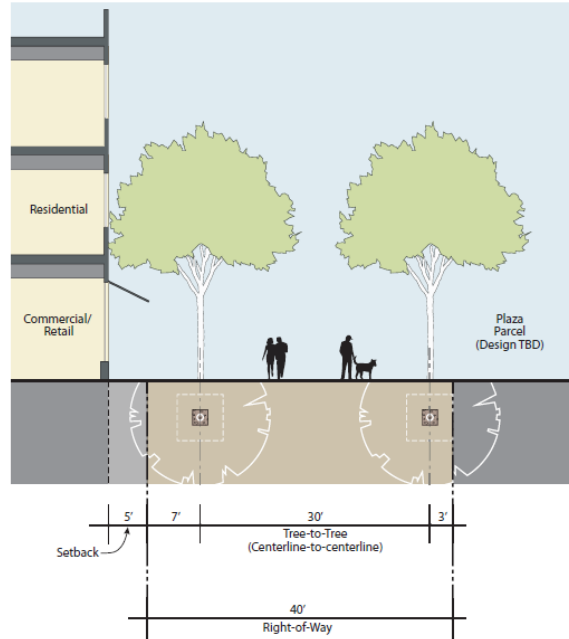 Residential
Commercial/
Retail
Plaza
Parcel
(Design TBD)
5’
7’
30’
3’
Setback
Tree-to-Tree
(Centerline-to-centerline)
40’
Right-of-Way